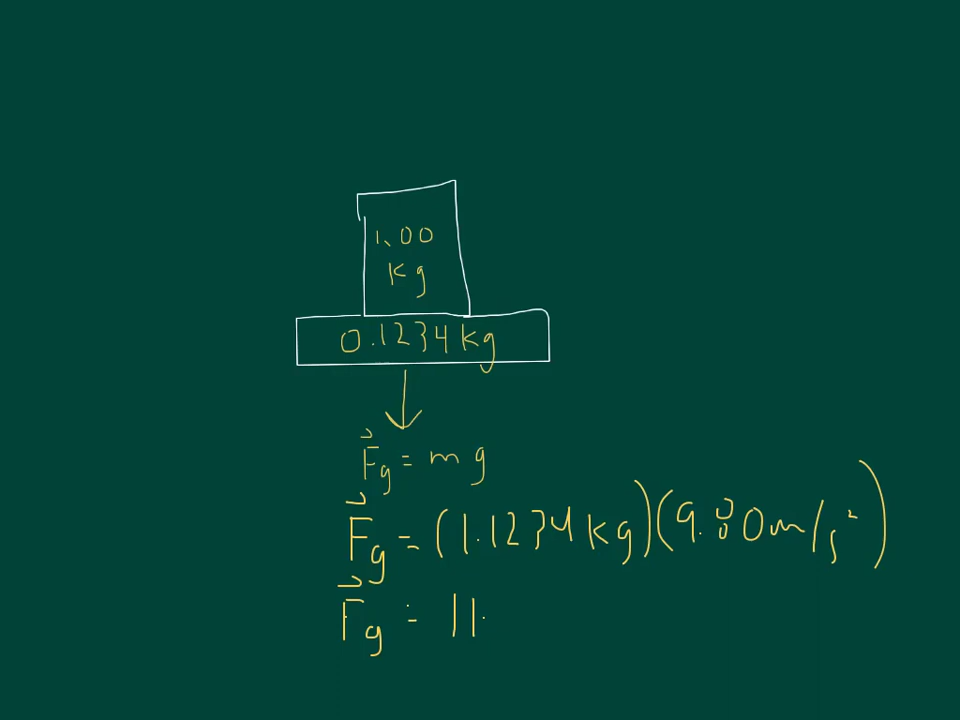 1.00
kg
0.1234 kg
F⃗g = mg
F⃗g = (1.1234 kg)(9.80 m/s²)
F⃗g = 11.